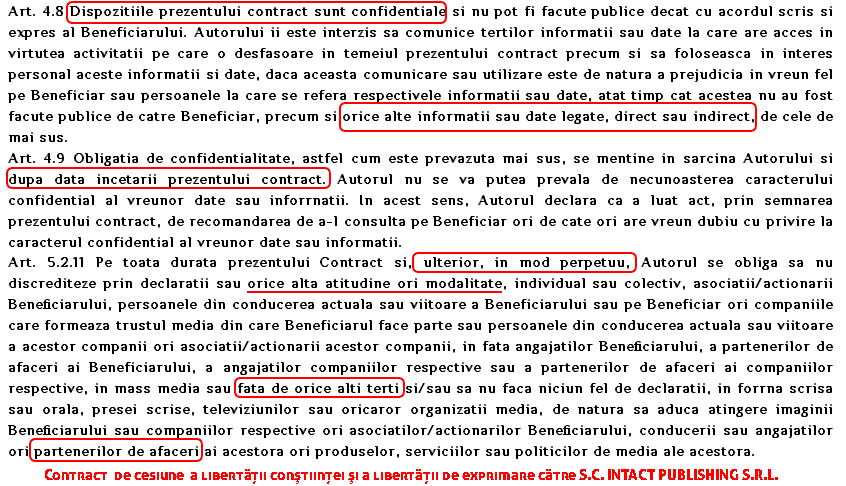 Art. 4.8 Dispozitiile prezentului contract sunt confidentiale si nu pot fi facute publice decat cu acordul scris si
expres al Beneficiarului. Autorului ii este interzis sa comunice tertilor informatii sau date la care are acces in
virtutea activitatii pe care o desfasoare in temeiul prezentului contract precum si sa foloseasca in interes
personal aceste informatii si date, daca aceasta comunicare sau utilizare este de natura a prejudicia in vreun fel
pe Beneficiar sau persoanele la care se refera respectivele informatii sau date, atat timp cat acestea nu au fost
facute publice de catre Beneficiar, precum si orice alte informatii sau date legate, direct sau indirect, de cele de
mai sus.
Art. 4.9 Obligatia de confidentialitate, astfel cum este prevazuta mai sus, se mentine in sarcina Autorului si
dupa data incetarii prezentului contract. Autorul nu se va putea prevala de necunoasterea caracterului
confidential al vreunor date sau inforrnatii. In acest sens, Autorul declara ca a luat act, prin semnarea
prezentului contract, de recomandarea de a-l consulta pe Beneficiar ori de cate ori are vreun dubiu cu privire la
caracterul confidential al vreunor date sau informatii.
Art. 5.2.11 Pe toata durata prezentului Contract si, ulterior, in mod perpetuu, Autorul se obliga sa nu
discrediteze prin declaratii sau orice alta atitudine ori modalitate, individual sau colectiv, asociatii/actionarii
Beneficiarului, persoanele din conducerea actuala sau viitoare a Beneficiarului sau pe Beneficiar ori companiile
care formeaza trustul media din care Beneficiarul face parte sau persoanele din conducerea actuala sau viitoare
a acestor companii ori asociatii/actionarii acestor companii, in fata angajatilor Beneficiarului, a partenerilor de
afaceri ai Beneficiarului, a angajatilor companiilor respective sau a partenerilor de afaceri ai companiilor
respective, in mass media sau fata de orice alti terti si/sau sa nu faca niciun fel de declaratii, in forrna scrisa
sau orala, presei scrise, televiziunilor sau oricaror organizatii media, de natura sa aduca atingere imaginii
Beneficiarului sau companiilor respective ori asociatilor/actionarilor Beneficiarului, conducerii sau angajatilor
ori partenerilor de afaceri ai acestora ori produselor, serviciilor sau politicilor de media ale acestora.
Contract de cesiune a libertății conștiinței și a libertății de exprimare către S.C. INTACT PUBLISHING S.R.L.